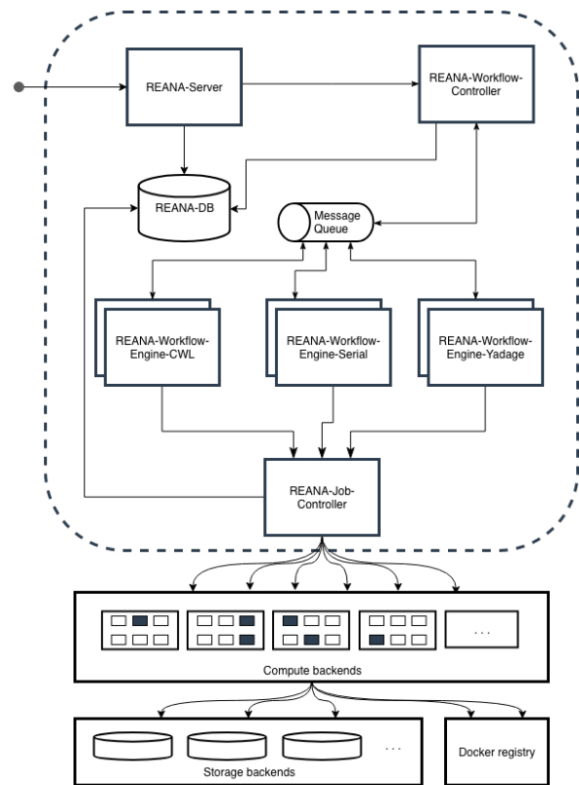 REANA-Server
REANA-Workflow-
Controller
REANA-DB
Message
Queue
REANA-Workflow-
Engine-CWL
REANA-Workflow-
Engine-Serial
REANA-Workflow-
Engine-Yadage
REANA-Job-
Controller
. . .
Compute backends
. . .
Storage backends
Docker registry